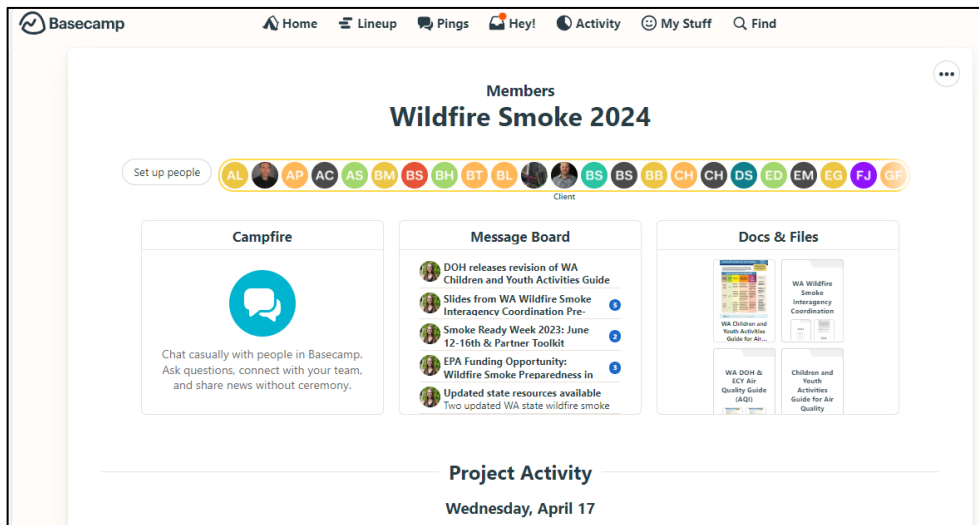 Basecamp
Home
Lineup
Pings
Hey!
Activity
My Stuff
Find
Members
Wildfire Smoke 2024
Set up people
AL
AP
AC
AS
BM
BS
BH
BT
BL
BS
BS
BB
CH
CH
DS
ED
EM
EG
FJ
GF
Client
Campfire
Chat casually with people in Basecamp.
Ask questions, connect with your team,
and share news without ceremony.
Message Board
DOH releases revision of WA
Children and Youth Activities Guide
Slides from WA Wildfire Smoke
Interagency Coordination Pre-
5
Smoke Ready Week 2023: June
12-16th & Partner Toolkit
2
EPA Funding Opportunity:
Wildfire Smoke Preparedness in
3
Updated state resources available
Two updated WA state wildfire smoke
Docs & Files
WA Children and
Youth Activities
Guide for Air...
WA Wildfire
Smoke
Interagency
Coordination
WA DOH &
ECY Air
Quality Guide
(AQI)
Children and
Youth
Activities
Guide for Air
Quality
Project Activity
Wednesday, April 17